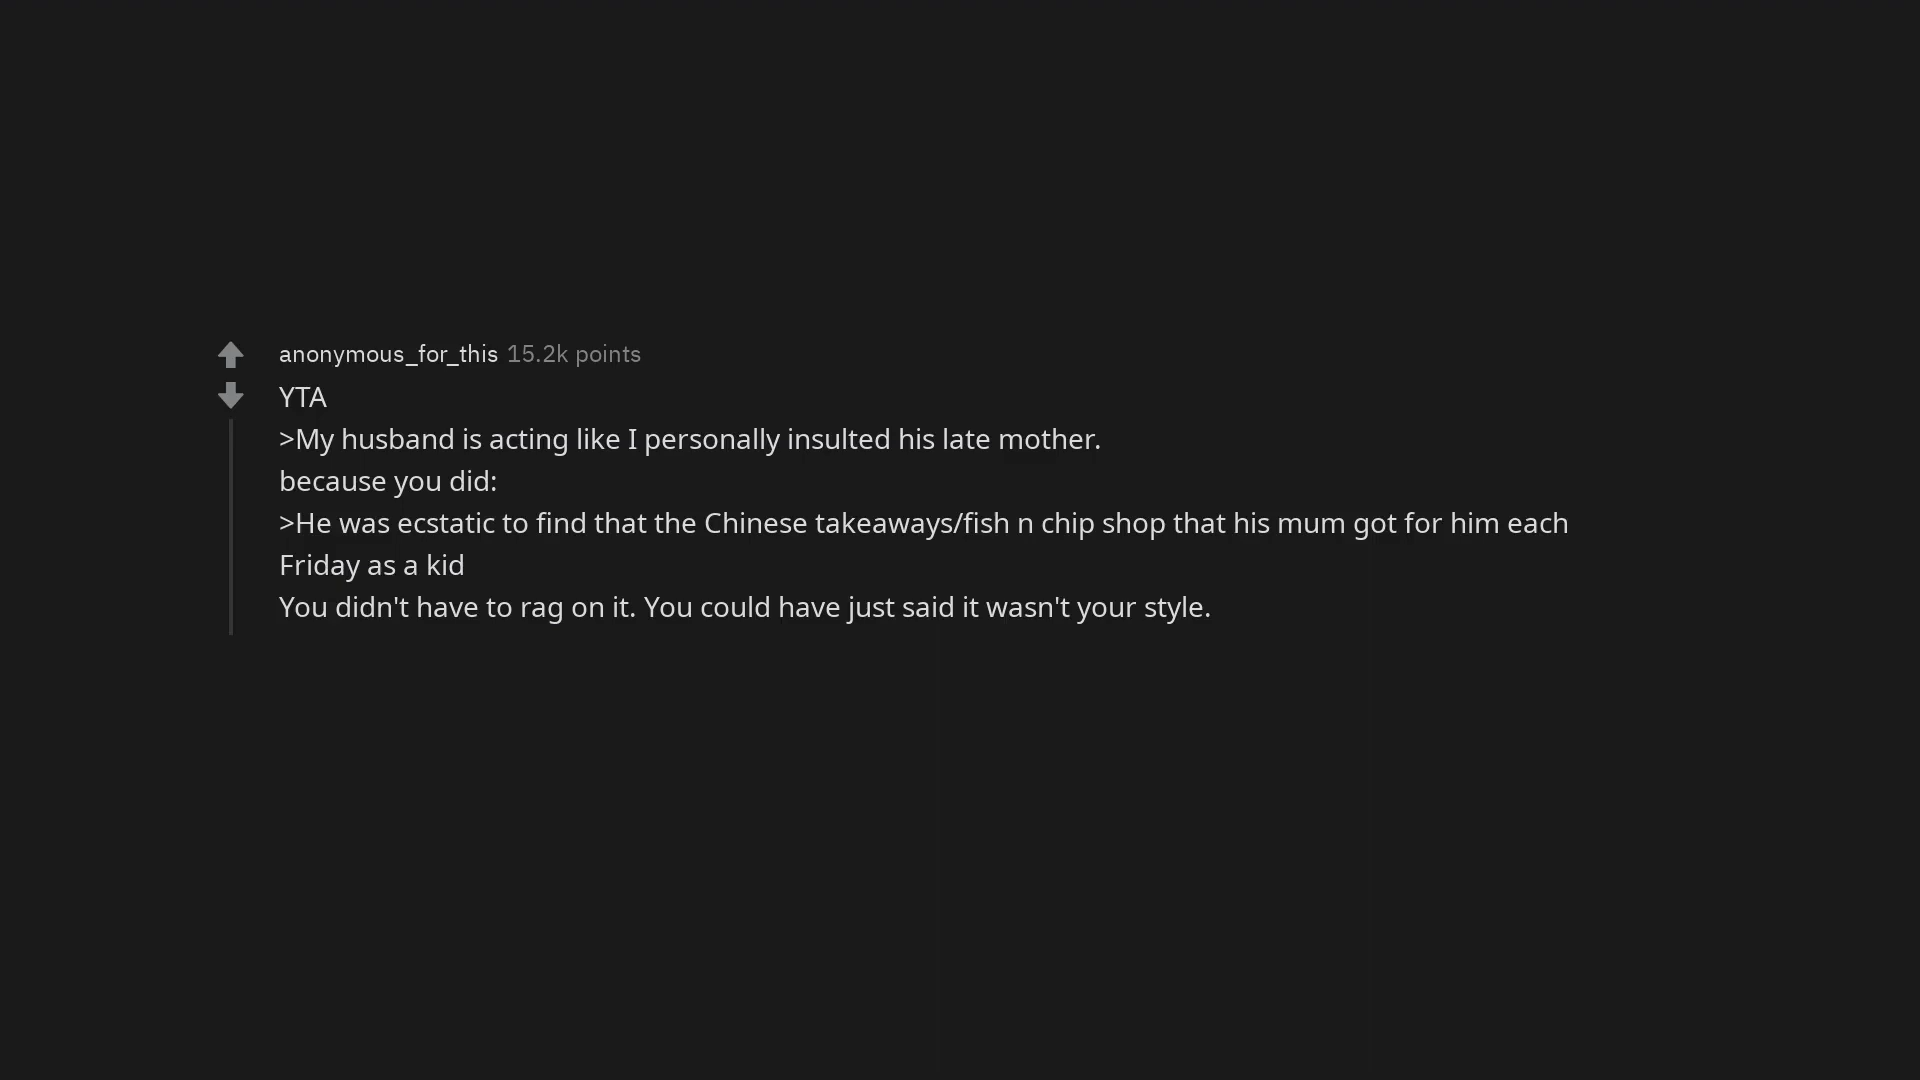 anonymous_for_this 15.2k points
YTA
>My husband is acting like I personally insulted his late mother.
because you did:
>He was ecstatic to find that the Chinese takeaways/fish n chip shop that his mum got for him each
Friday as a kid
You didn't have to rag on it. You could have just said it wasn't your style.